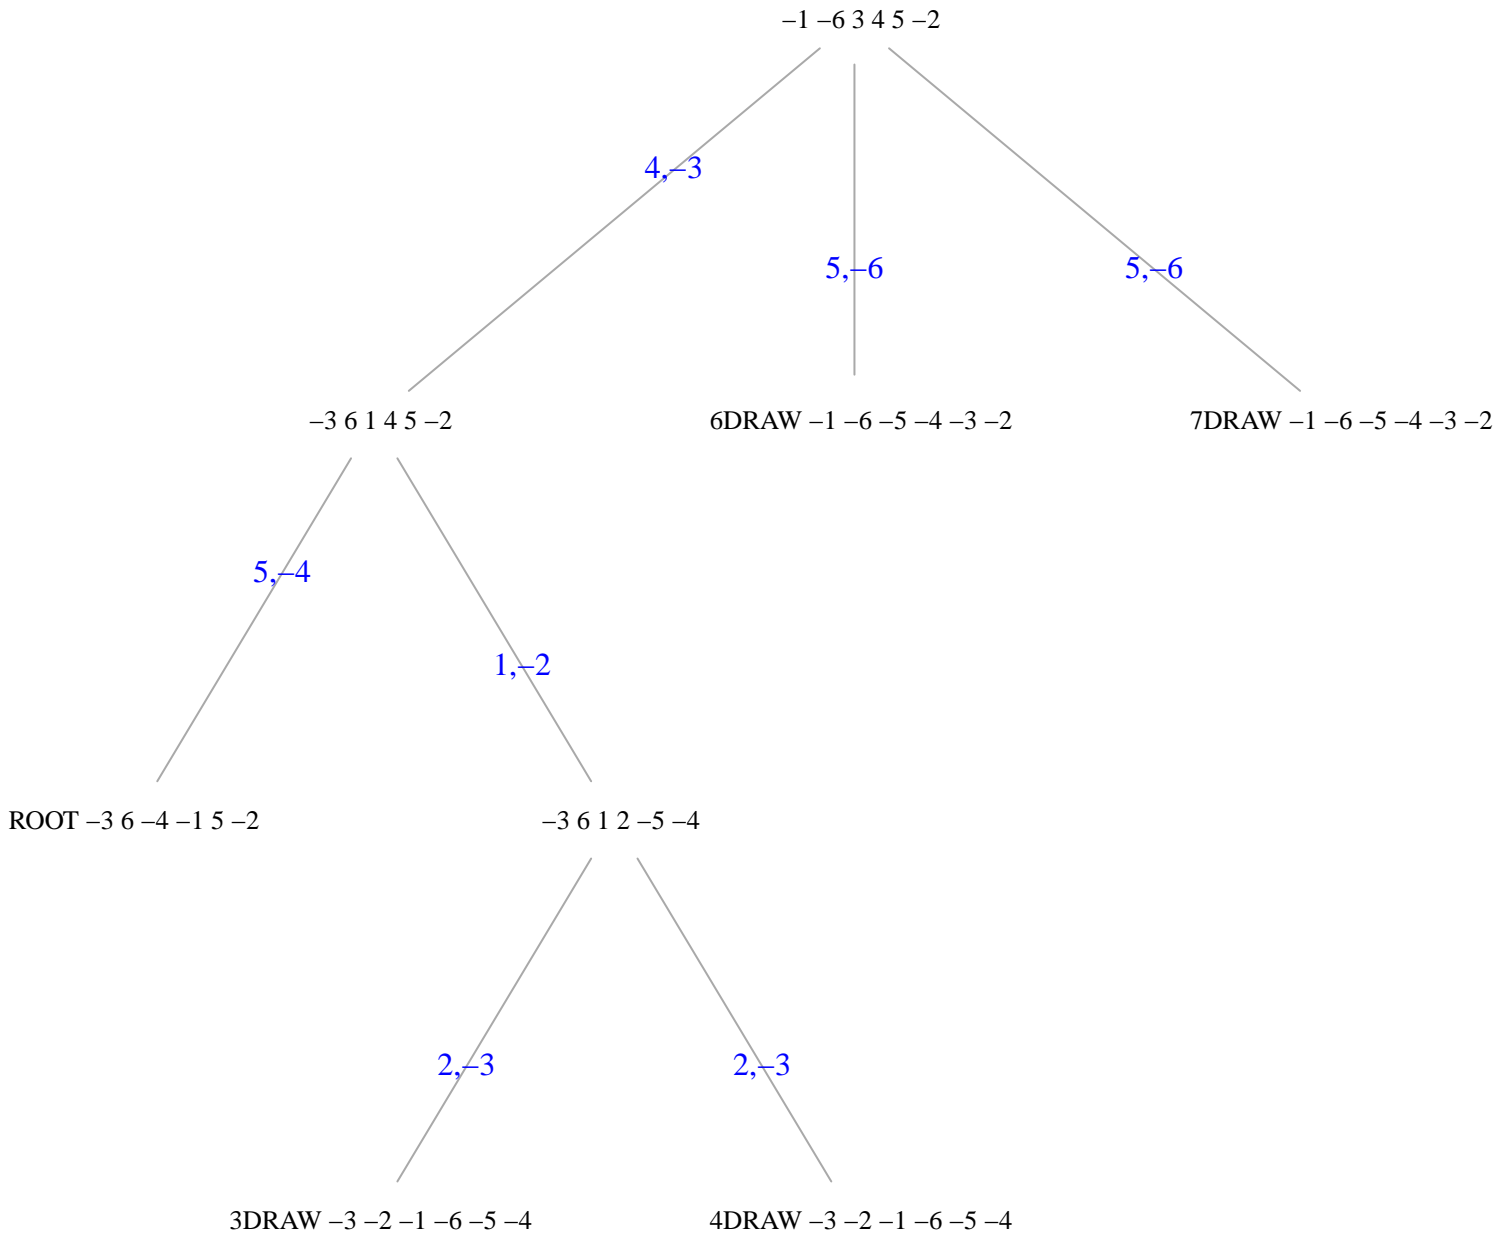 –1 –6 3 4 5 –2
4,–3
5,–6
5,–6
–3 6 1 4 5 –2
6DRAW –1 –6 –5 –4 –3 –2
7DRAW –1 –6 –5 –4 –3 –2
5,–4
1,–2
ROOT –3 6 –4 –1 5 –2
–3 6 1 2 –5 –4
2,–3
2,–3
3DRAW –3 –2 –1 –6 –5 –4
4DRAW –3 –2 –1 –6 –5 –4